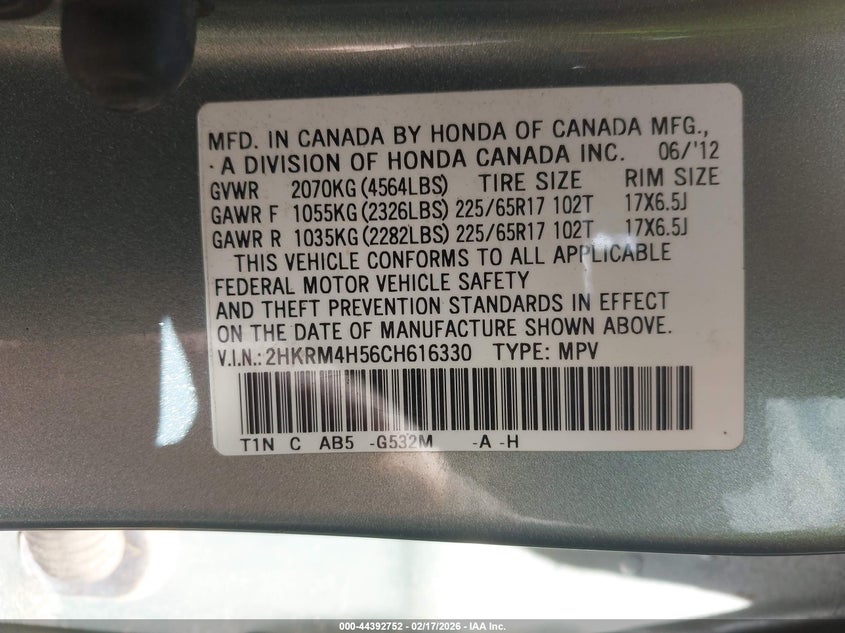 MFD. IN CANADA BY HONDA OF CANADA MFG.,
A DIVISION OF HONDA CANADA INC. 06/'12
GVWR 2070KG (4564LBS) TIRE SIZE RIM SIZE
GAWR F 1055KG (2326LBS) 225/65R17 102T 17X6.5J
GAWR R 1035KG (2282LBS) 225/65R17 102T 17X6.5J
THIS VEHICLE CONFORMS TO ALL APPLICABLE
FEDERAL MOTOR VEHICLE SAFETY
AND THEFT PREVENTION STANDARDS IN EFFECT
ON THE DATE OF MANUFACTURE SHOWN ABOVE.
V.I.N.: 2HKRM4H56CH616330 TYPE: MPV
T1N C AB5 -G532M -A -H
000-44392752 — 02/17/2026 — IAA Inc.